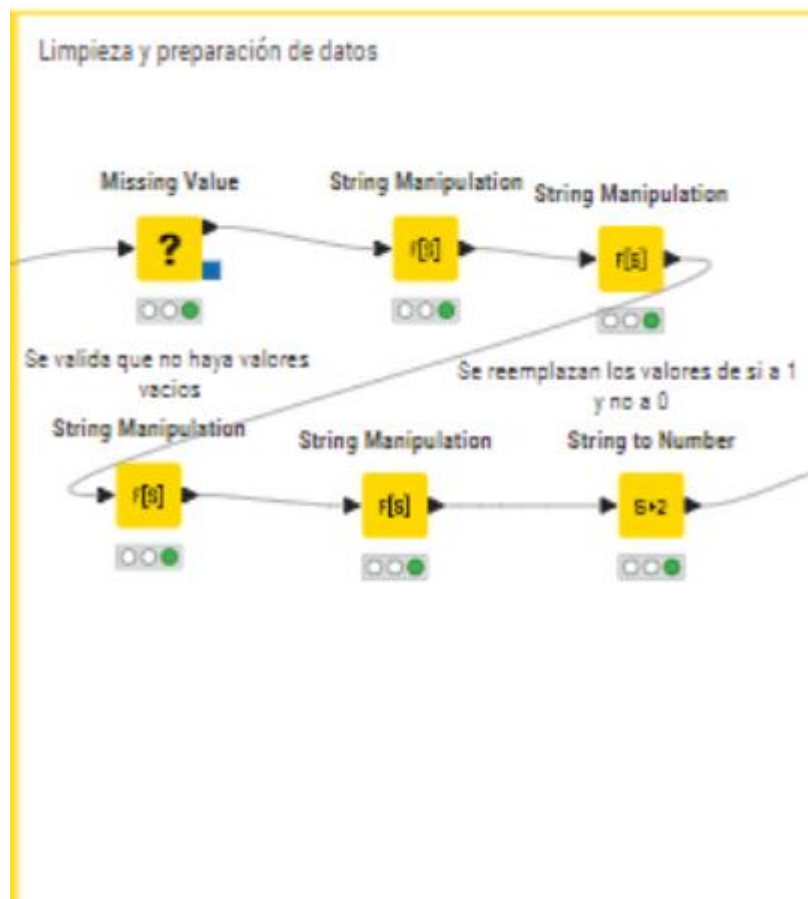 Limpieza y preparación de datos
Missing Value
String Manipulation
String Manipulation
?
f[S]
f[S]
Se valida que no haya valores
vacios
Se reemplazan los valores de si a 1
y no a 0
String Manipulation
String Manipulation
String to Number
f[S]
f[S]
S+2